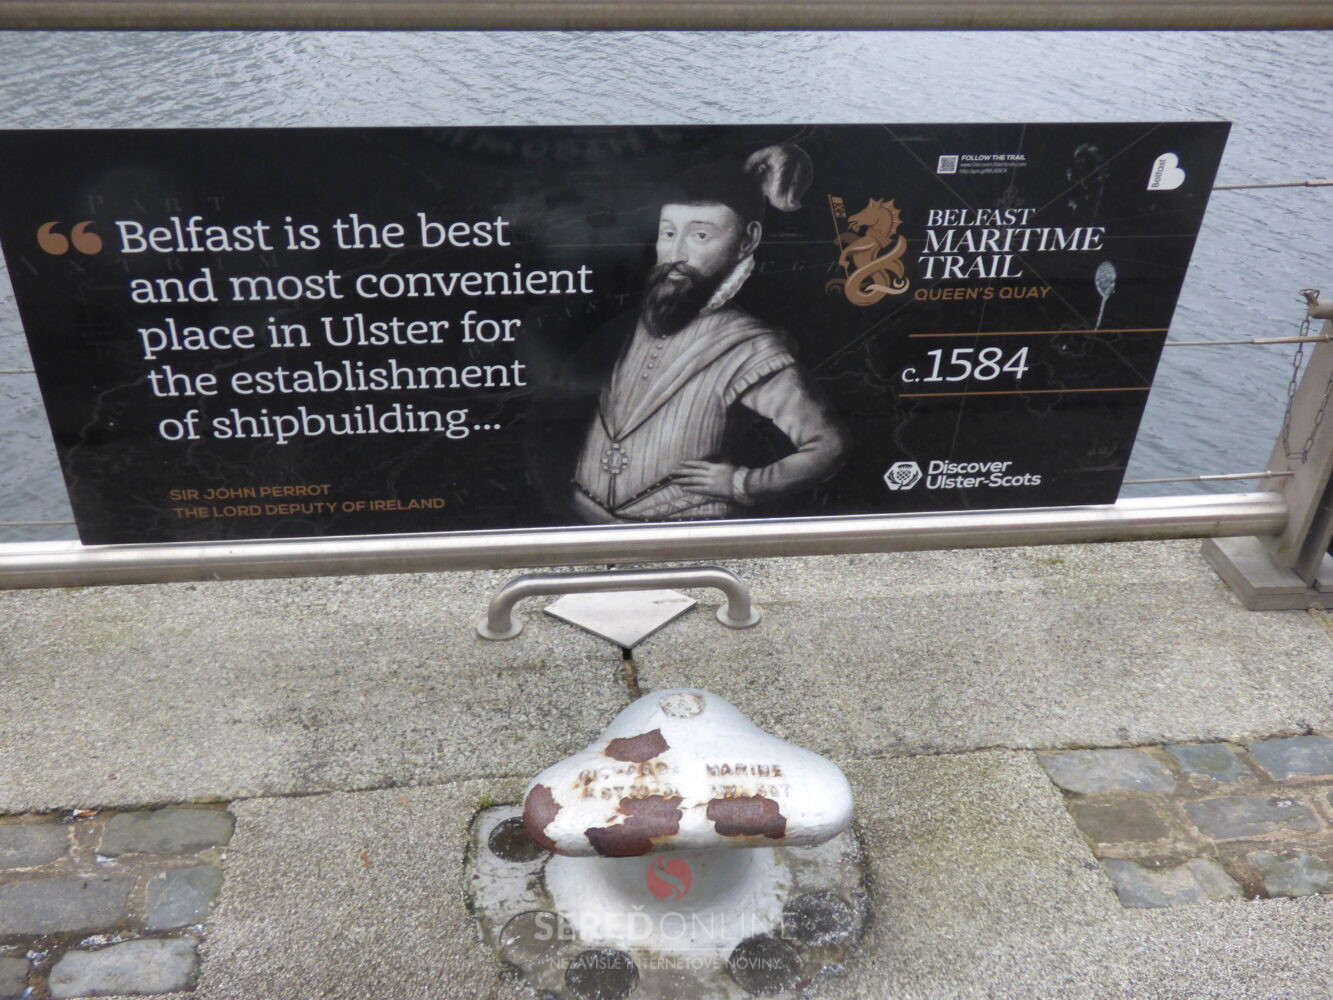 “Belfast is the best
and most convenient
place in Ulster for
the establishment
of shipbuilding...
SIR JOHN PERROT
THE LORD DEPUTY OF IRELAND
FOLLOW THE TRAIL
Belfast
BELFAST
MARITIME
TRAIL
QUEEN'S QUAY
c.1584
Discover
Ulster-Scots
MARINE
SEREĎONLINE
NEZÁVISLÉ INTERNETOVÉ NOVINY